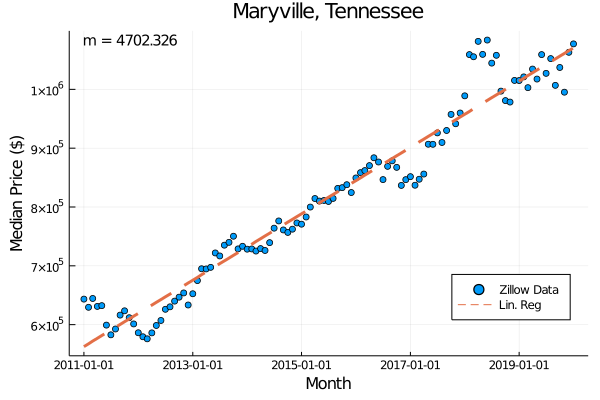 Maryville, Tennessee
m = 4702.326
Median Price ($)
1×10⁶
9×10⁵
8×10⁵
7×10⁵
6×10⁵
Zillow Data
Lin. Reg
2011-01-01 2013-01-01 2015-01-01 2017-01-01 2019-01-01
Month